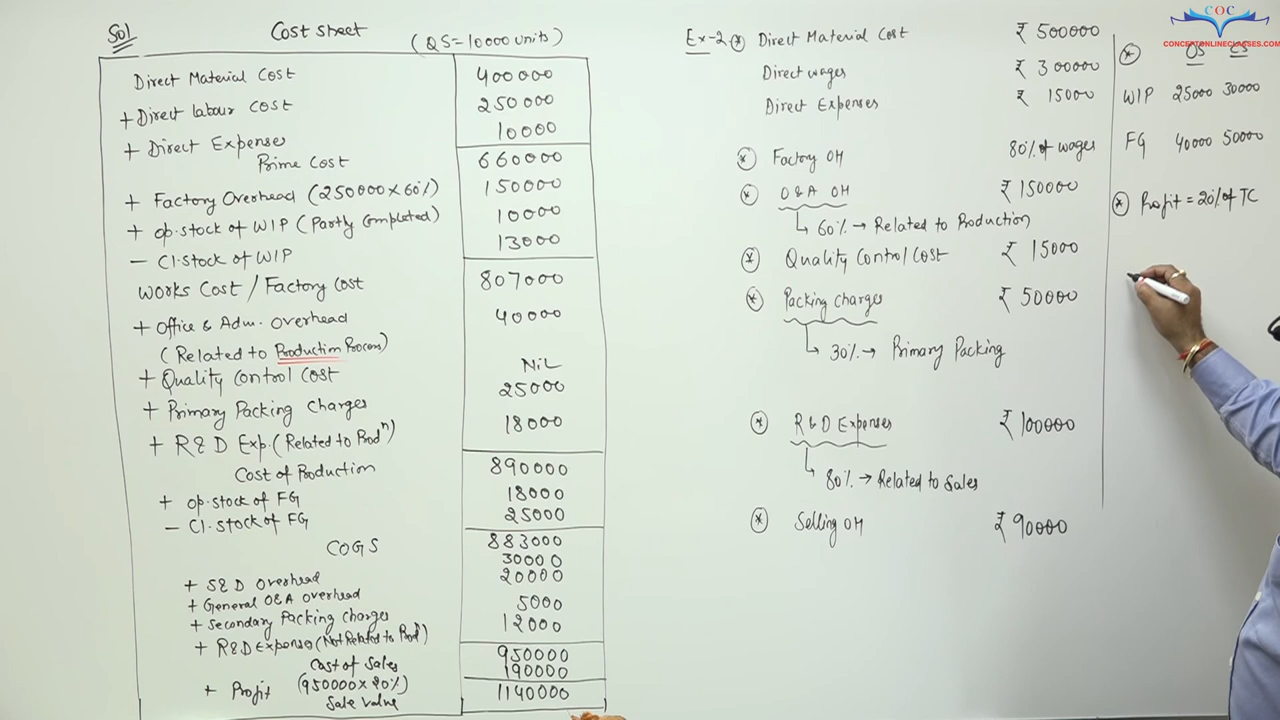 COC
CONCEPTONLINECLASSES.COM
Sol
Cost sheet
(QS=10000 units)
Direct Material Cost 400000
+ Direct labour Cost 250000
+ Direct Expenses 10000
Prime Cost 660000
+ Factory Overhead (250000×60%) 150000
+ op.stock of WIP (Partly Completed) 10000
- Cl.stock of WIP 13000
Works Cost / Factory Cost 807000
+ Office & Adm. Overhead 40000
(Related to Production Process)
+ Quality Control Cost NiL
+ Primary Packing Charges 25000
+ R&D Exp. (Related to Prodn) 18000
Cost of Production 890000
+ op.stock of FG 18000
- Cl.stock of FG 25000
COGS 883000
+ S&D Overhead 30000
+ General O&A overhead 20000
+ Secondary Packing Charges 5000
+ R&D Expense (Not Related to Prodn) 12000
Cost of Sales 950000
+ Profit (950000×20%) 190000
Sale Value 1140000
Ex-2 * Direct Material Cost ₹ 500000
Direct wages ₹ 300000
Direct Expenses ₹ 15000
* Factory OH 80% of wages
* O&A OH ₹ 150000
60% → Related to Production
* Quality Control Cost ₹ 15000
* Packing Charges ₹ 50000
30% → Primary Packing
* R&D Expenses ₹ 100000
80% → Related to Sales
* Selling OH ₹ 90000
* OS CS
WIP 25000 30000
FG 40000 50000
* Profit = 20% of TC